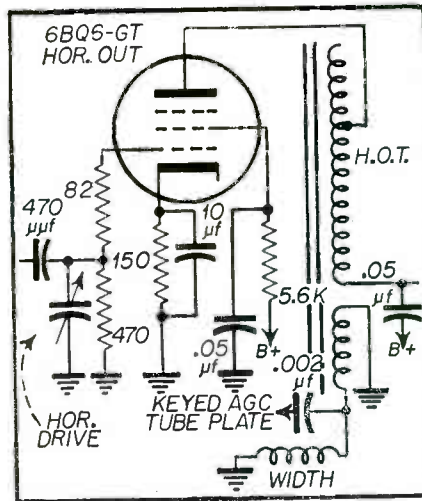 6BQ6-GT
HOR. OUT
H.O.T.
82
470
μμf
10
μf
150
470
.05
μf
5.6K
B+
.05
μf
B+
.002
μf
KEYED AGC
TUBE PLATE
HOR.
DRIVE
WIDTH